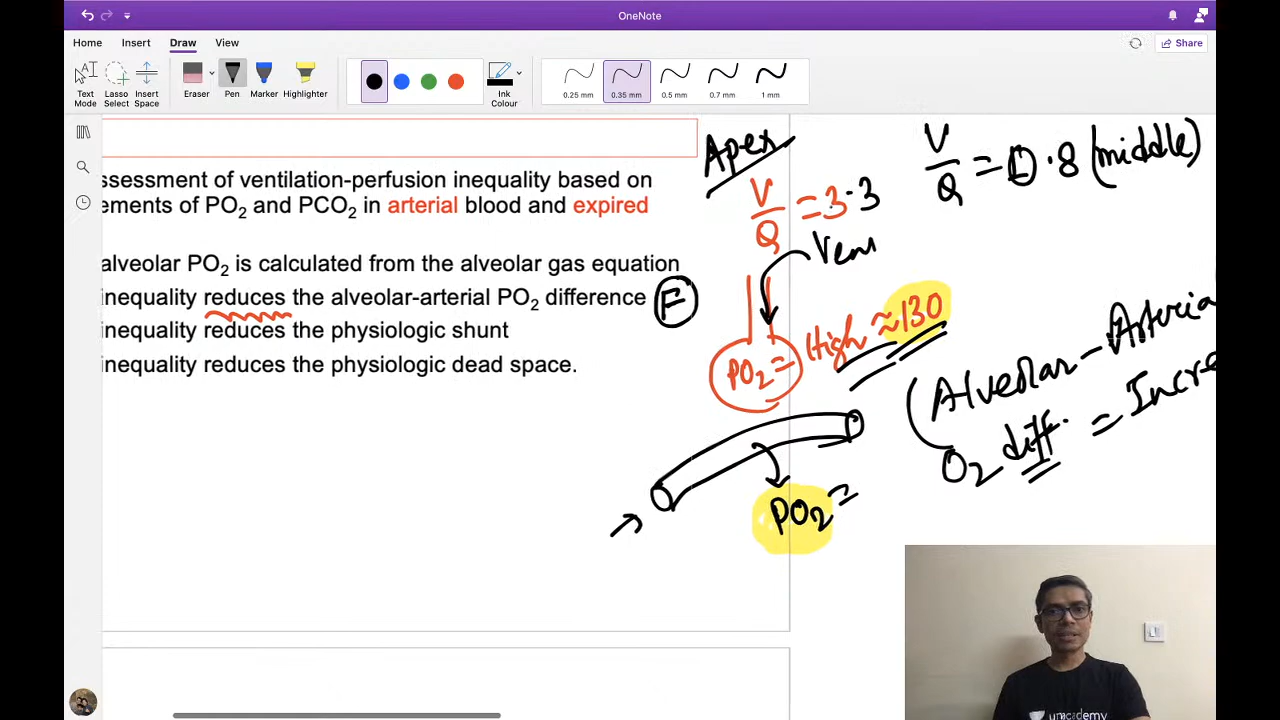 OneNote
Home Insert Draw View
Share
Text Mode
Lasso Select
Insert Space
Eraser
Pen
Marker
Highlighter
Ink Colour
0.25 mm
0.35 mm
0.5 mm
0.7 mm
1 mm
ssessment of ventilation-perfusion inequality based on
ements of PO2 and PCO2 in arterial blood and expired
alveolar PO2 is calculated from the alveolar gas equation
inequality reduces the alveolar-arterial PO2 difference
inequality reduces the physiologic shunt
inequality reduces the physiologic dead space.
F
Apex
V/Q = 3.3
V/Q = 0.8 (middle)
PO2 = High ≈130
PO2 =
Alveolar - Arteria
O2 diff. = Incre
unacademy